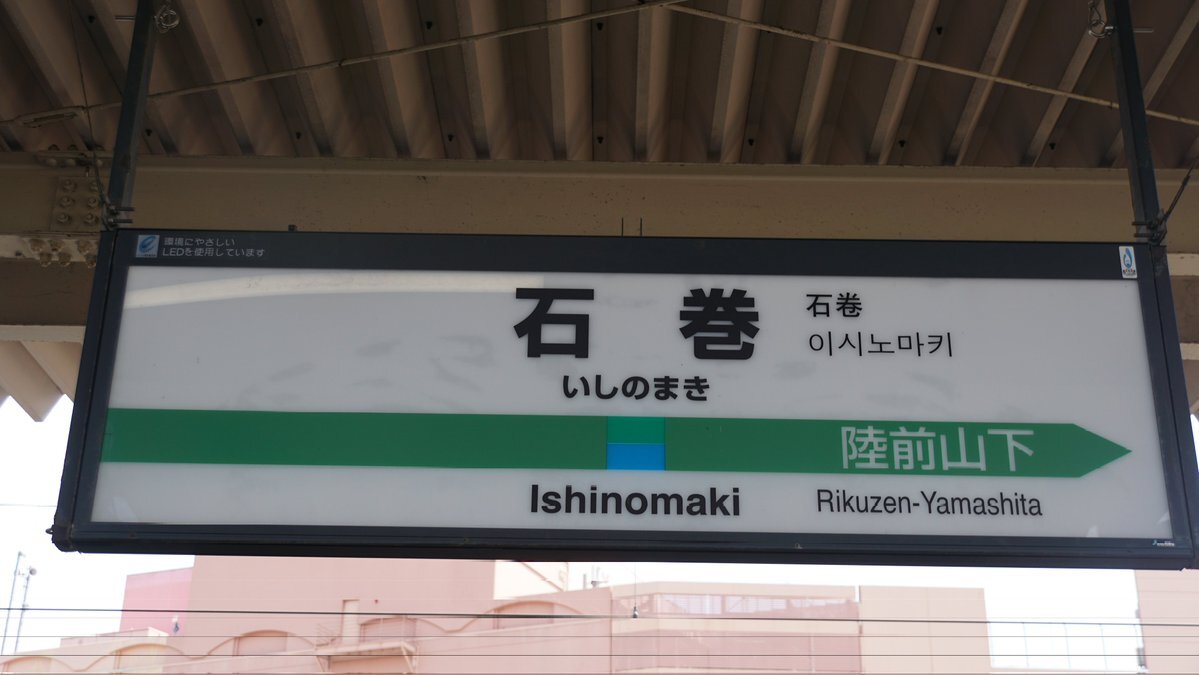 環境にやさしい
LEDを使用しています
石巻
石卷
이시노마키
いしのまき
陸前山下
Ishinomaki
Rikuzen-Yamashita